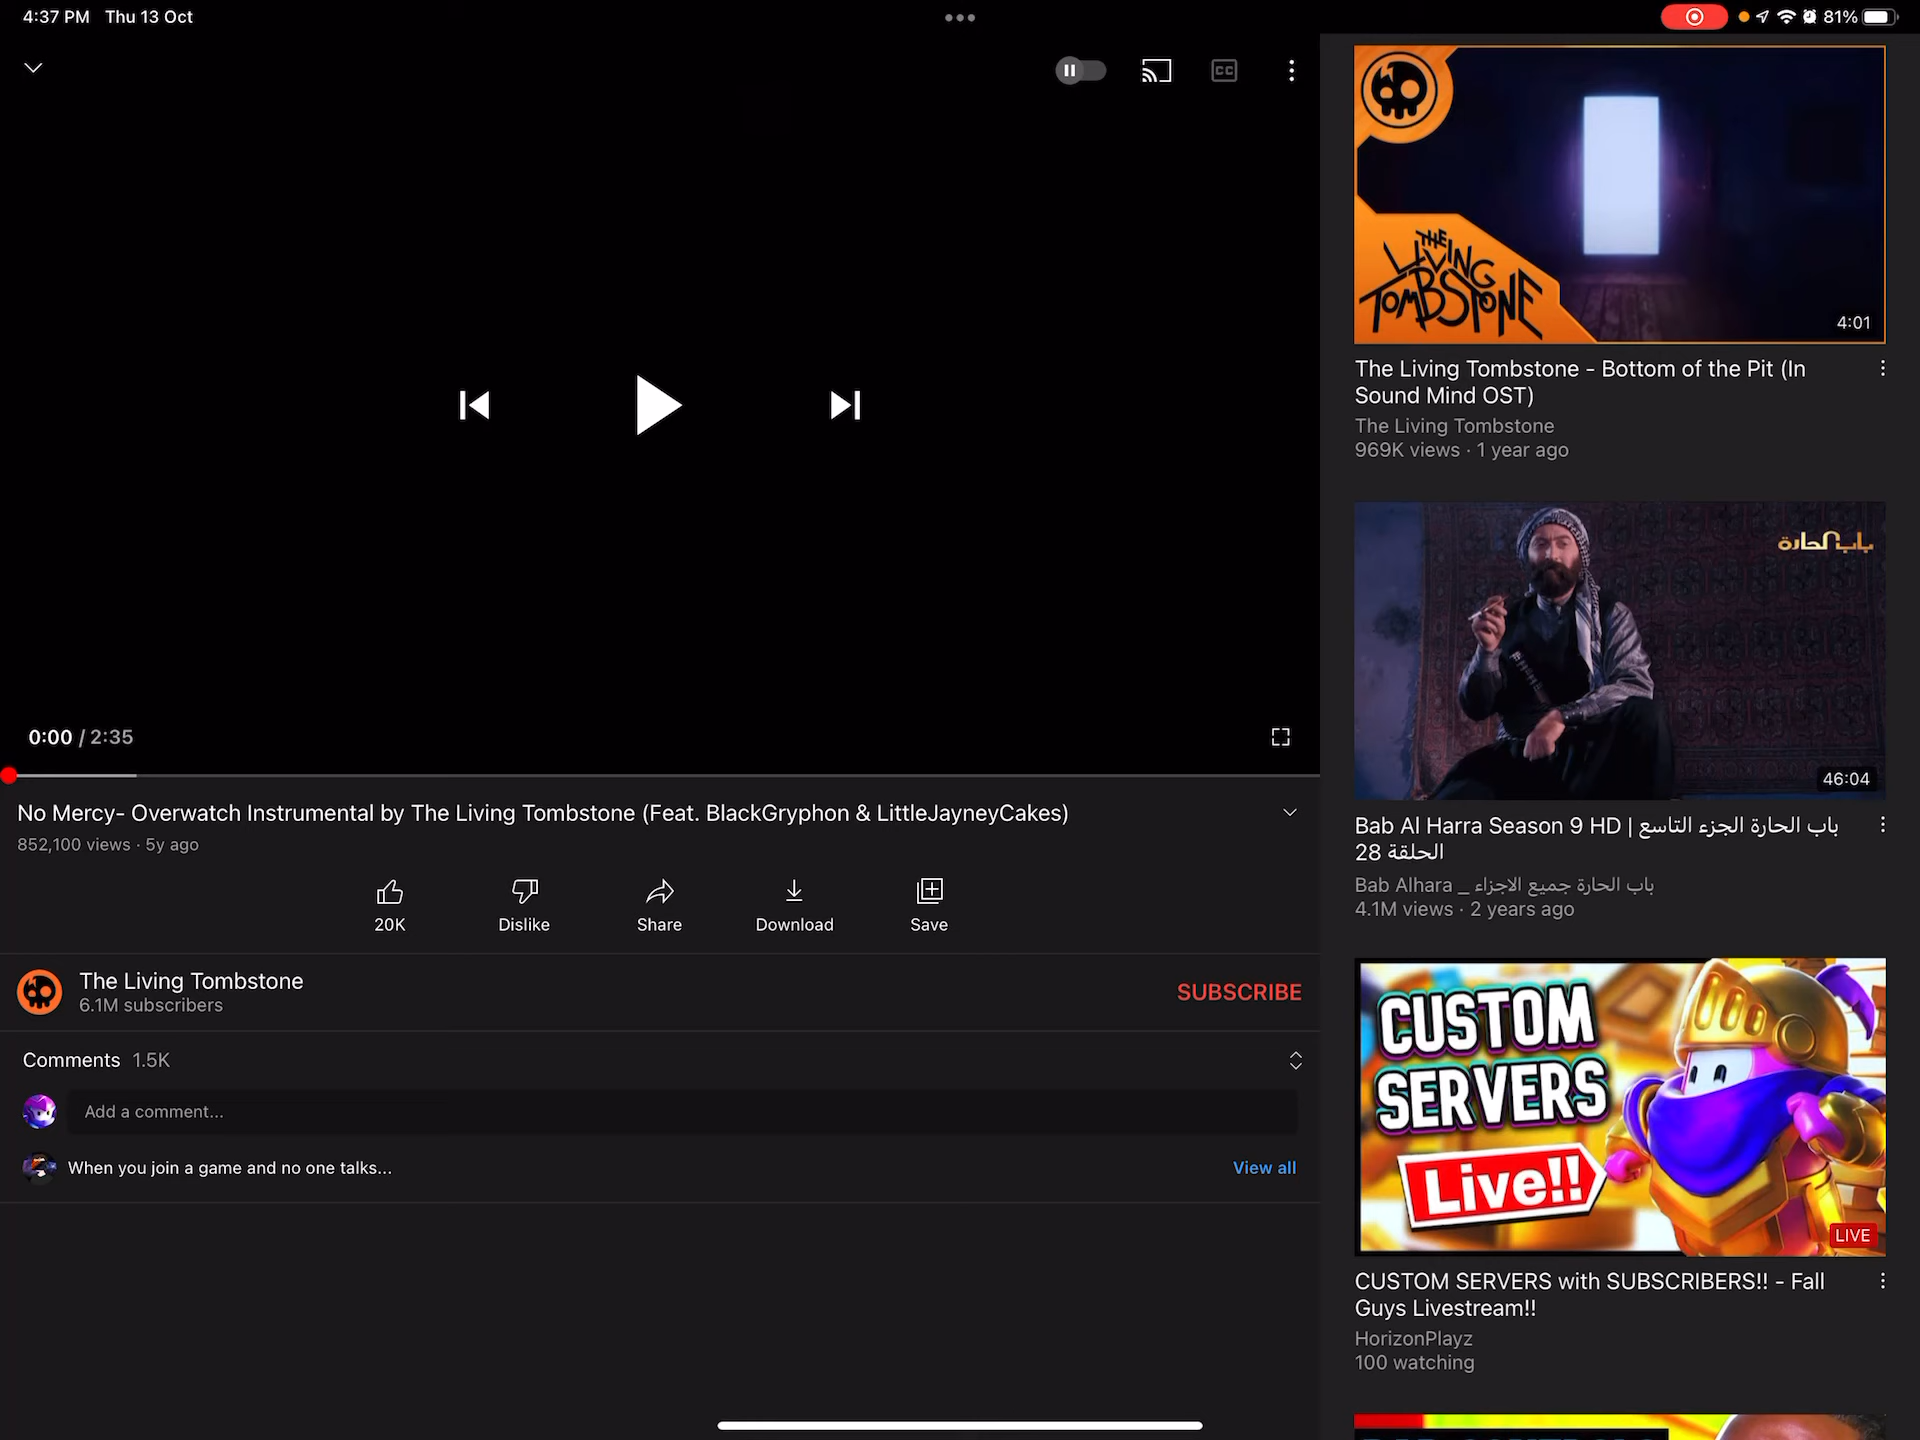 4:37 PM Thu 13 Oct
81%
CC
0:00 / 2:35
No Mercy- Overwatch Instrumental by The Living Tombstone (Feat. BlackGryphon & LittleJayneyCakes)
852,100 views · 5y ago
20K
Dislike
Share
Download
Save
The Living Tombstone
6.1M subscribers
SUBSCRIBE
Comments 1.5K
Add a comment...
When you join a game and no one talks...
View all
THE
LIVING
TOMBSTONE
4:01
The Living Tombstone - Bottom of the Pit (In
Sound Mind OST)
The Living Tombstone
969K views · 1 year ago
باب الحارة
46:04
Bab Al Harra Season 9 HD | باب الحارة الجزء التاسع
الحلقة 28
Bab Alhara _ باب الحارة جميع الاجزاء
4.1M views · 2 years ago
CUSTOM
SERVERS
Live!!
LIVE
CUSTOM SERVERS with SUBSCRIBERS!! - Fall
Guys Livestream!!
HorizonPlayz
100 watching